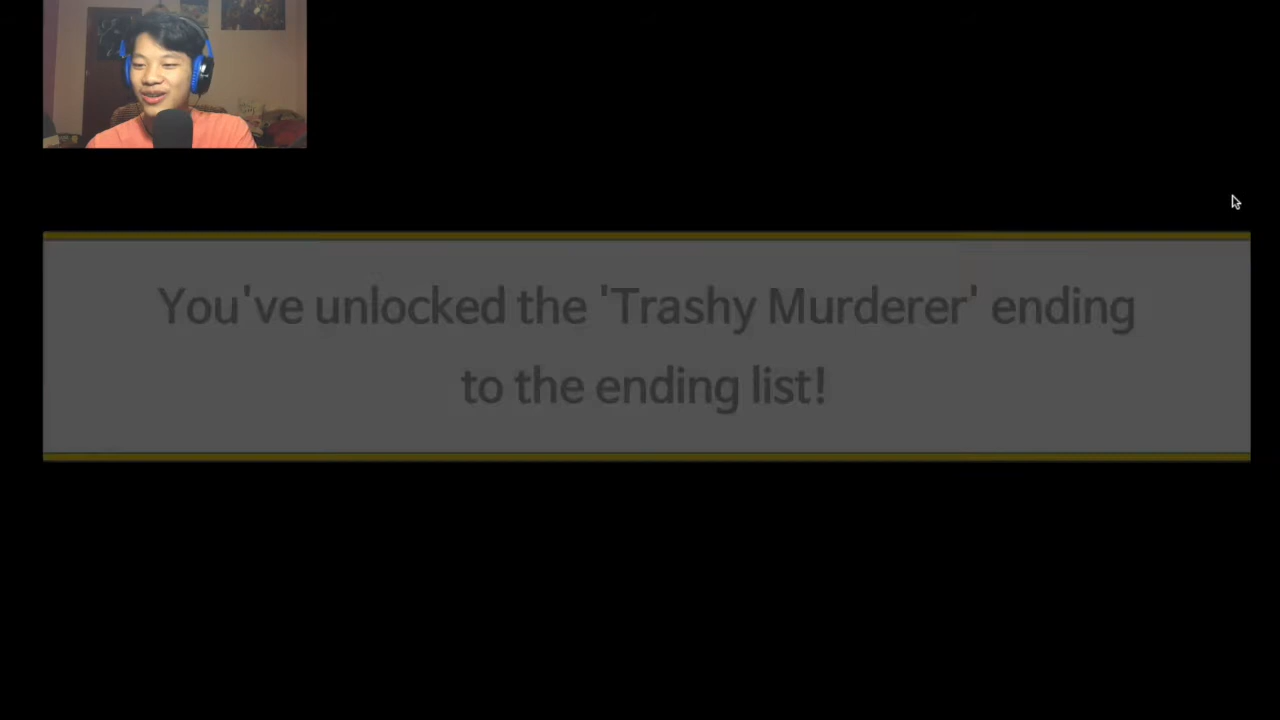 You've unlocked the 'Trashy Murderer' ending
to the ending list!